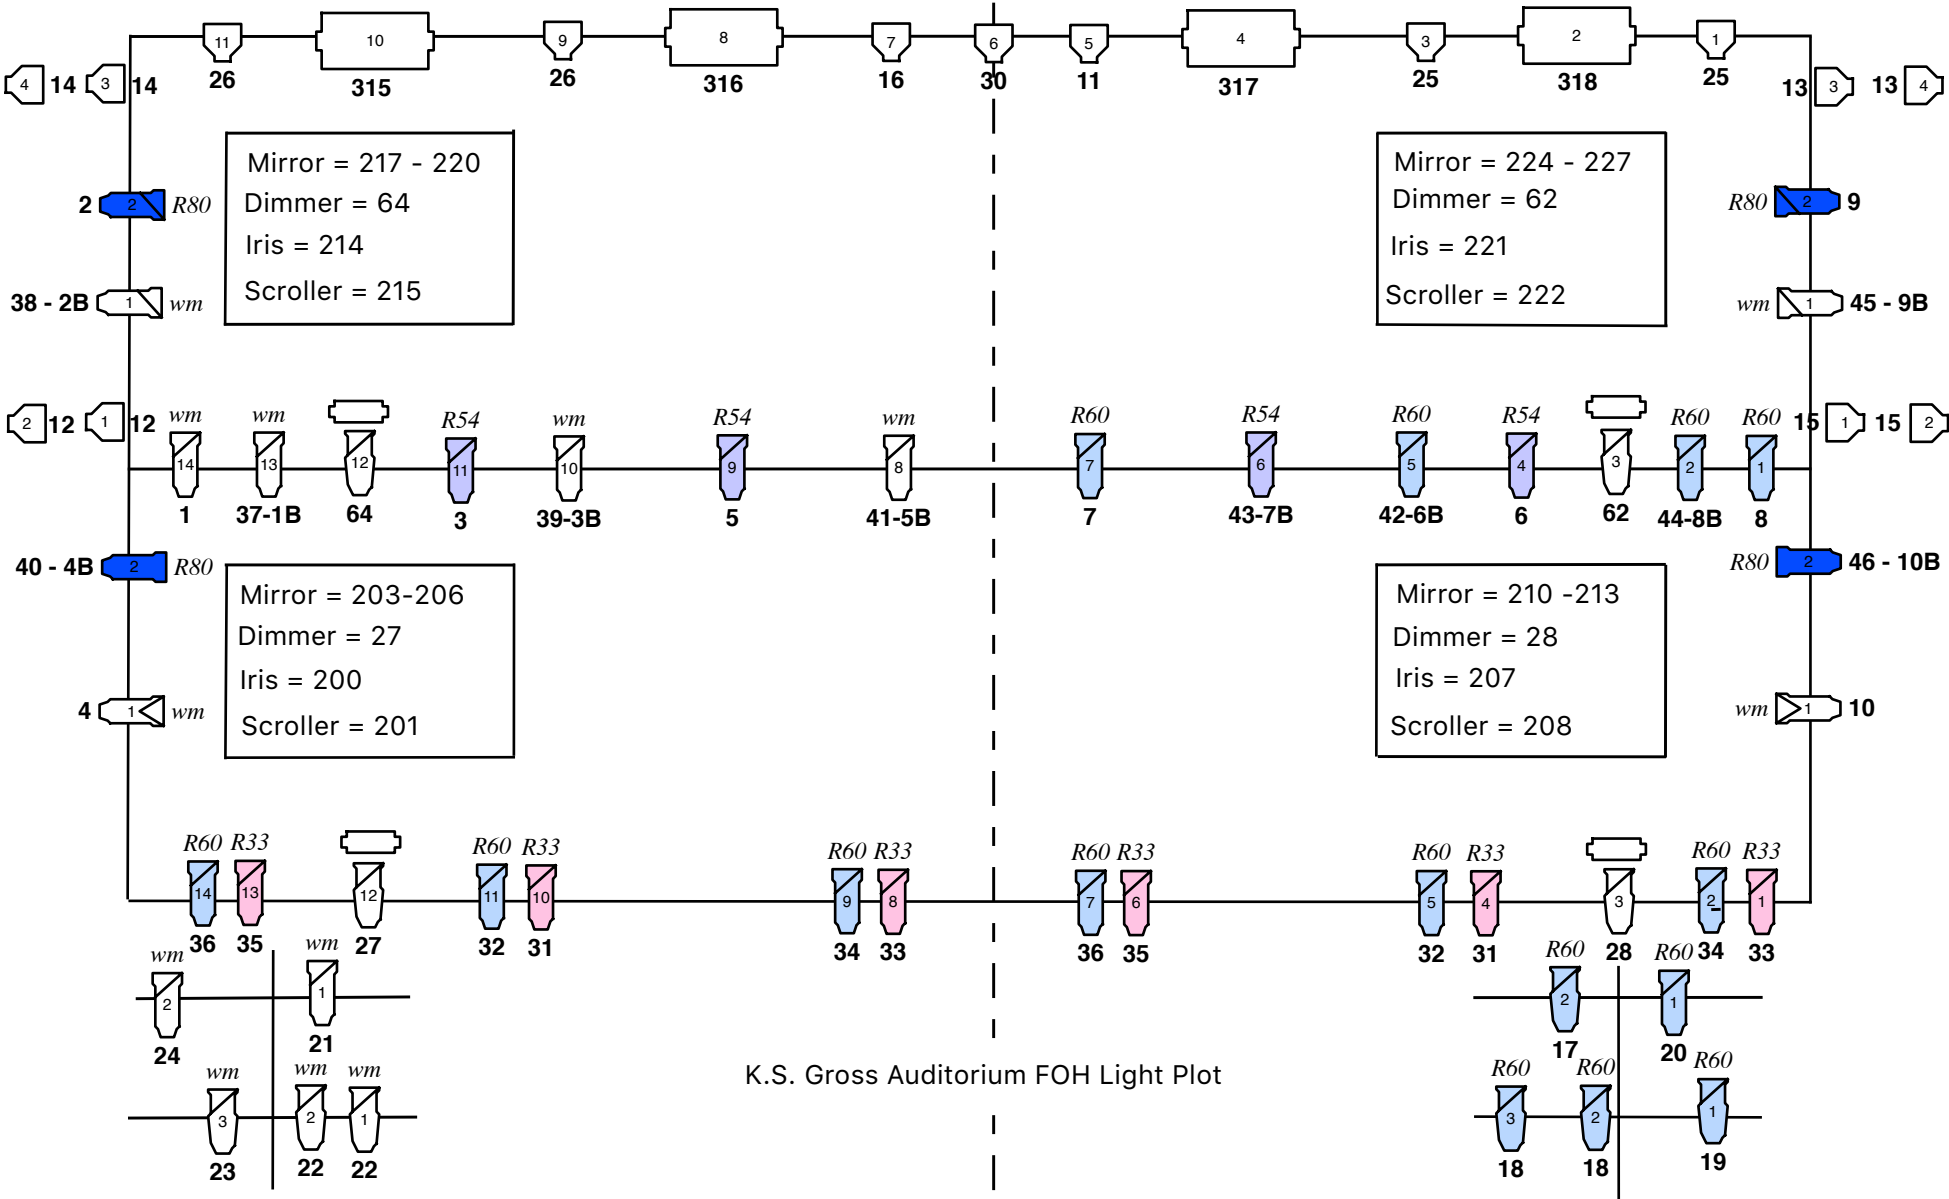 11 10 9 8 7 6 5 4 3 2 1
26 315 26 316 16 30 11 317 25 318 25
4 14 3 14
13 3 13 4
Mirror = 217 - 220
Dimmer = 64
Iris = 214
Scroller = 215
Mirror = 224 - 227
Dimmer = 62
Iris = 221
Scroller = 222
2 2 R80
R80 2 9
38 - 2B 1 wm
wm 1 45 - 9B
2 12 1 12
15 1 15 2
wm wm R54 wm R54 wm R60 R54 R60 R54 R60 R60
14 13 12 11 10 9 8 7 6 5 4 3 2 1
1 37-1B 64 3 39-3B 5 41-5B 7 43-7B 42-6B 6 62 44-8B 8
40 - 4B 2 R80
R80 2 46 - 10B
Mirror = 203-206
Dimmer = 27
Iris = 200
Scroller = 201
Mirror = 210 -213
Dimmer = 28
Iris = 207
Scroller = 208
4 1 wm
wm 1 10
R60 R33 R60 R33 R60 R33 R60 R33 R60 R33 R60 R33
14 13 12 11 10 9 8 7 6 5 4 3 2 1
36 35 27 32 31 34 33 36 35 32 31 28 34 33
wm wm
2 1
24 21
wm wm wm
3 2 1
23 22 22
R60 R60
2 1
17 20
R60 R60 R60
3 2 1
18 18 19
K.S. Gross Auditorium FOH Light Plot